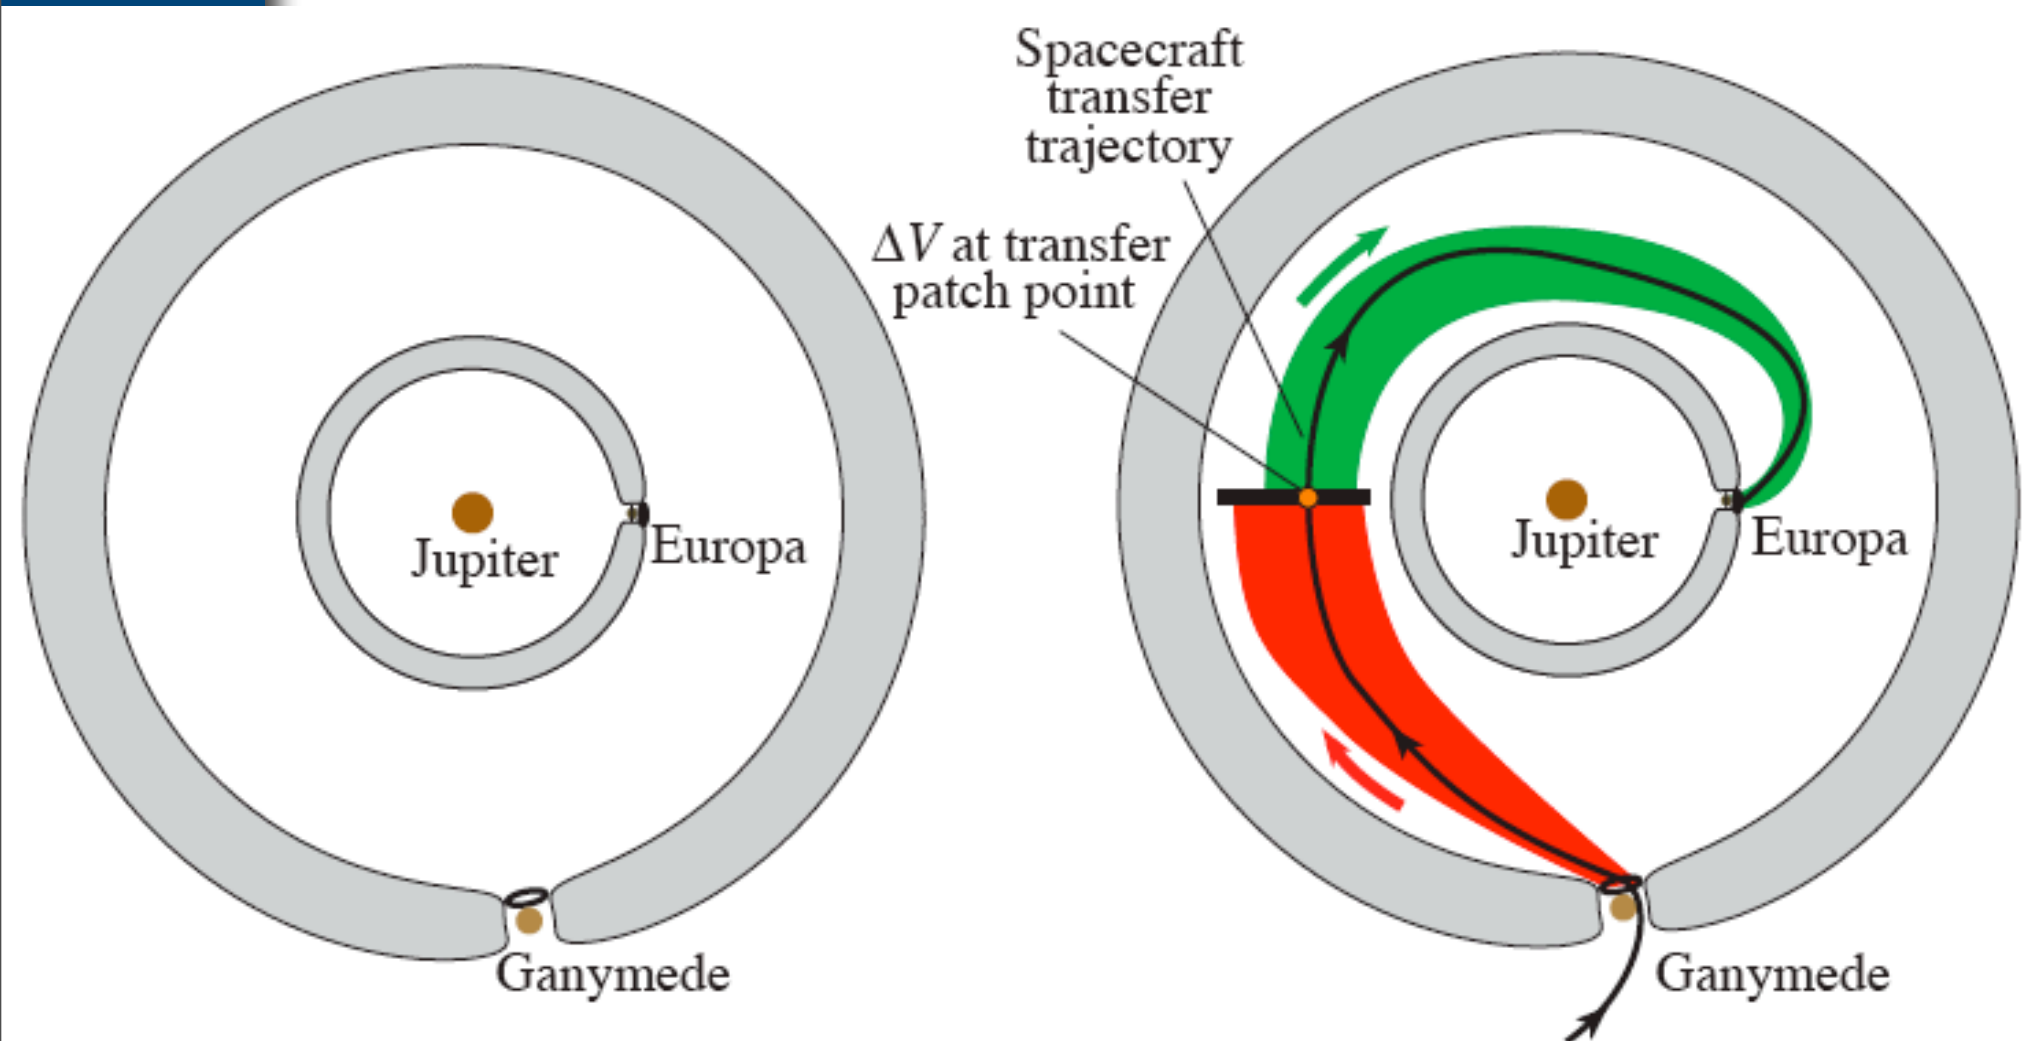 Jupiter
Europa
Ganymede
Spacecraft
transfer
trajectory
ΔV at transfer
patch point
Jupiter
Europa
Ganymede